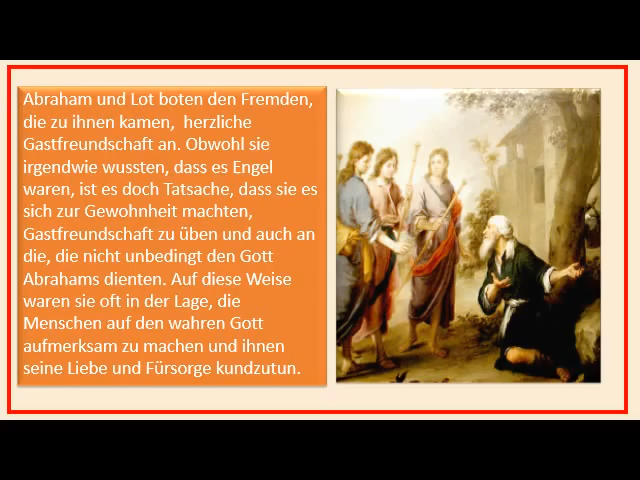 Abraham und Lot boten den Fremden,
die zu ihnen kamen, herzliche
Gastfreundschaft an. Obwohl sie
irgendwie wussten, dass es Engel
waren, ist es doch Tatsache, dass sie es
sich zur Gewohnheit machten,
Gastfreundschaft zu üben und auch an
die, die nicht unbedingt den Gott
Abrahams dienten. Auf diese Weise
waren sie oft in der Lage, die
Menschen auf den wahren Gott
aufmerksam zu machen und ihnen
seine Liebe und Fürsorge kundzutun.